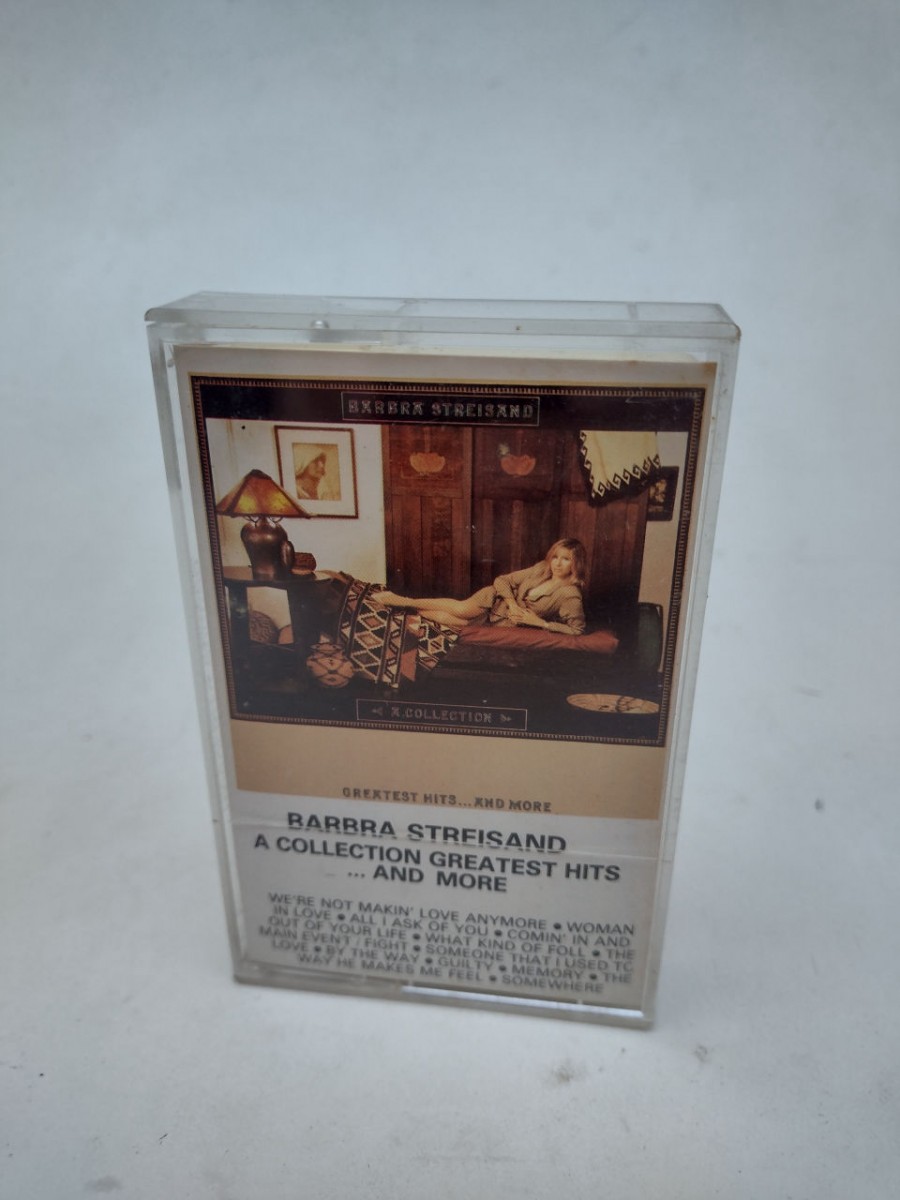 BARBRA STREISAND
A COLLECTION
GREATEST HITS...AND MORE
BARBRA STREISAND
A COLLECTION GREATEST HITS
... AND MORE
WE'RE NOT MAKIN' LOVE ANYMORE • WOMAN
IN LOVE • ALL I ASK OF YOU • COMIN' IN AND
OUT OF YOUR LIFE • WHAT KIND OF FOLL • THE
MAIN EVENT / FIGHT • SOMEONE THAT I USED TC
LOVE • BY THE WAY • GUILTY • MEMORY • THE
WAY HE MAKES ME FEEL • SOMEWHERE